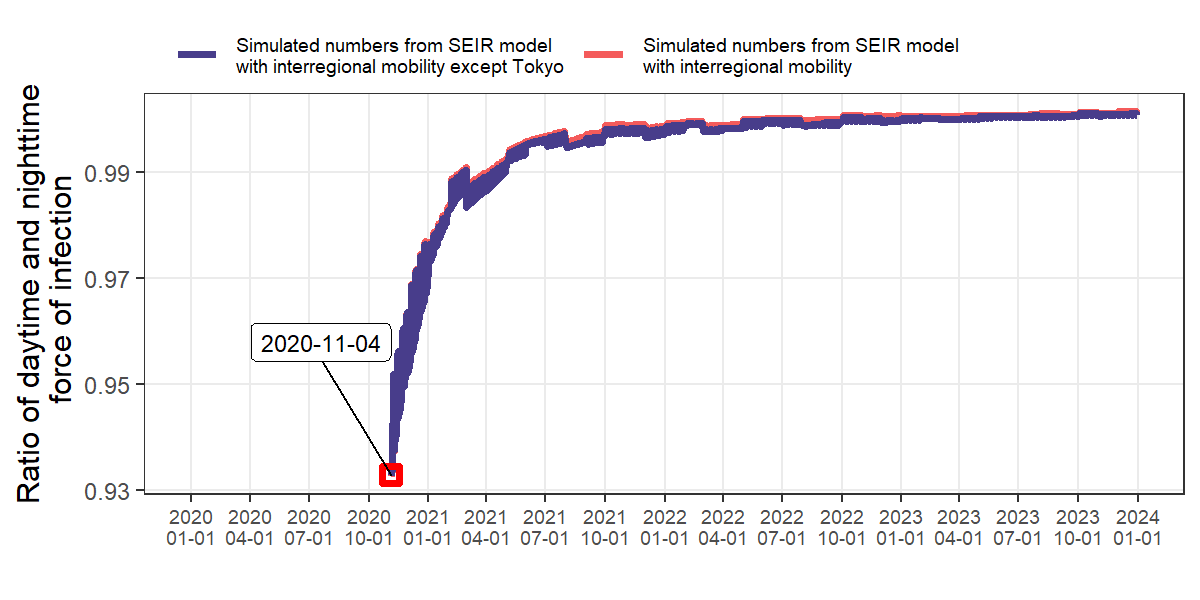 Simulated numbers from SEIR model
with interregional mobility except Tokyo
Simulated numbers from SEIR model
with interregional mobility
Ratio of daytime and nighttime
force of infection
0.99
0.97
0.95
0.93
2020-11-04
2020 2020 2020 2020 2021 2021 2021 2021 2022 2022 2022 2022 2023 2023 2023 2023 2024
01-01 04-01 07-01 10-01 01-01 04-01 07-01 10-01 01-01 04-01 07-01 10-01 01-01 04-01 07-01 10-01 01-01